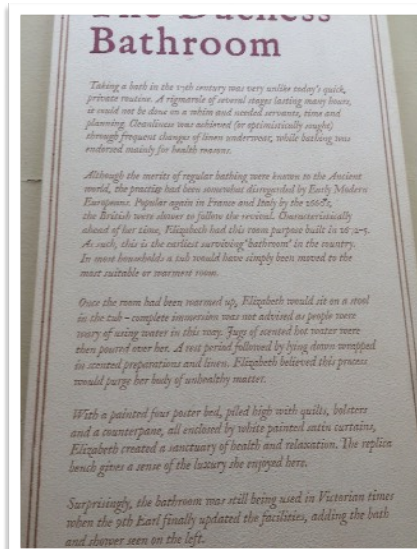 The Duchess'
Bathroom
Taking a bath in the 17th century was very unlike today's quick,
private routine. A rigmarole of several stages lasting many hours,
it could not be done on a whim and needed servants, time and
planning. Cleanliness was achieved (or optimistically sought)
through frequent changes of linen underwear, while bathing was
endorsed mainly for health reasons.
Although the merits of regular bathing were known to the Ancient
world, the practise had been somewhat disregarded by Early Modern
Europeans. Popular again in France and Italy by the 1660s,
the British were slower to follow the revival. Characteristically
ahead of her time, Elizabeth had this room purpose built in
As such, this is the earliest surviving 'bathroom' in the country.
In most households a tub would have simply been moved to the
most suitable or warmest room.
Once the room had been warmed up, Elizabeth would sit on a stool
in the tub – complete immersion was not advised as people were
wary of using water in this way. Jugs of scented hot water were
then poured over her. A rest period followed by lying down wrapped
in scented preparations and linen. Elizabeth believed this process
would purge her body of unhealthy matter.
With a painted four poster bed, piled high with quilts, bolsters
and a counterpane, all enclosed by white painted satin curtains,
Elizabeth created a sanctuary of health and relaxation. The replica
bench gives a sense of the luxury she enjoyed here.
Surprisingly, the bathroom was still being used in Victorian times
when the 9th Earl finally updated the facilities, adding the bath
and shower seen on the left.